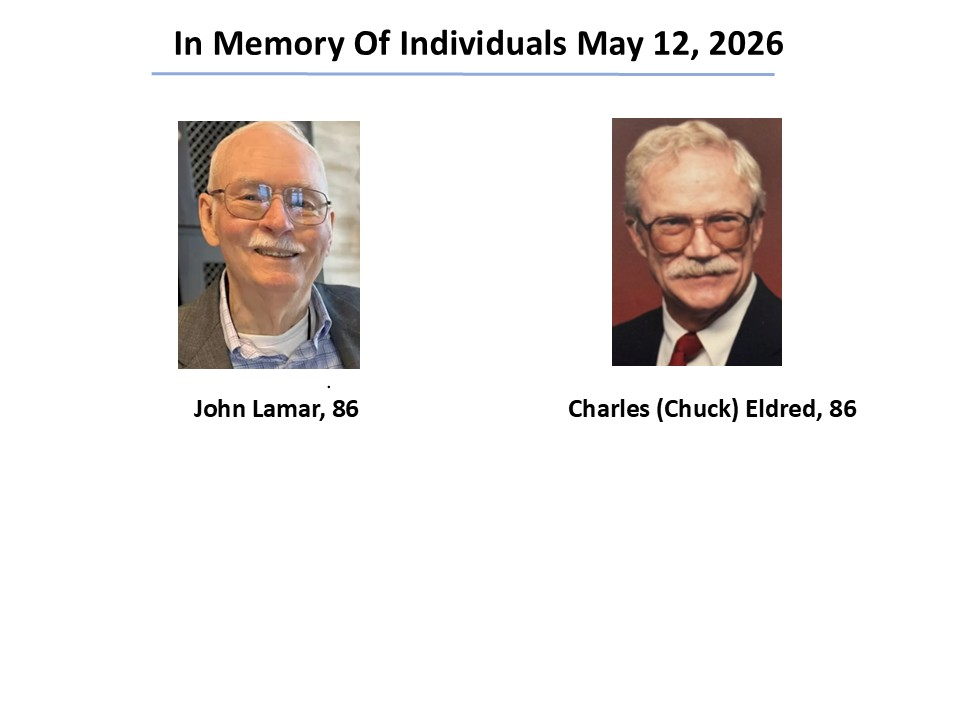 In Memory Of Individuals May 12, 2026
.
John Lamar, 86
Charles (Chuck) Eldred, 86